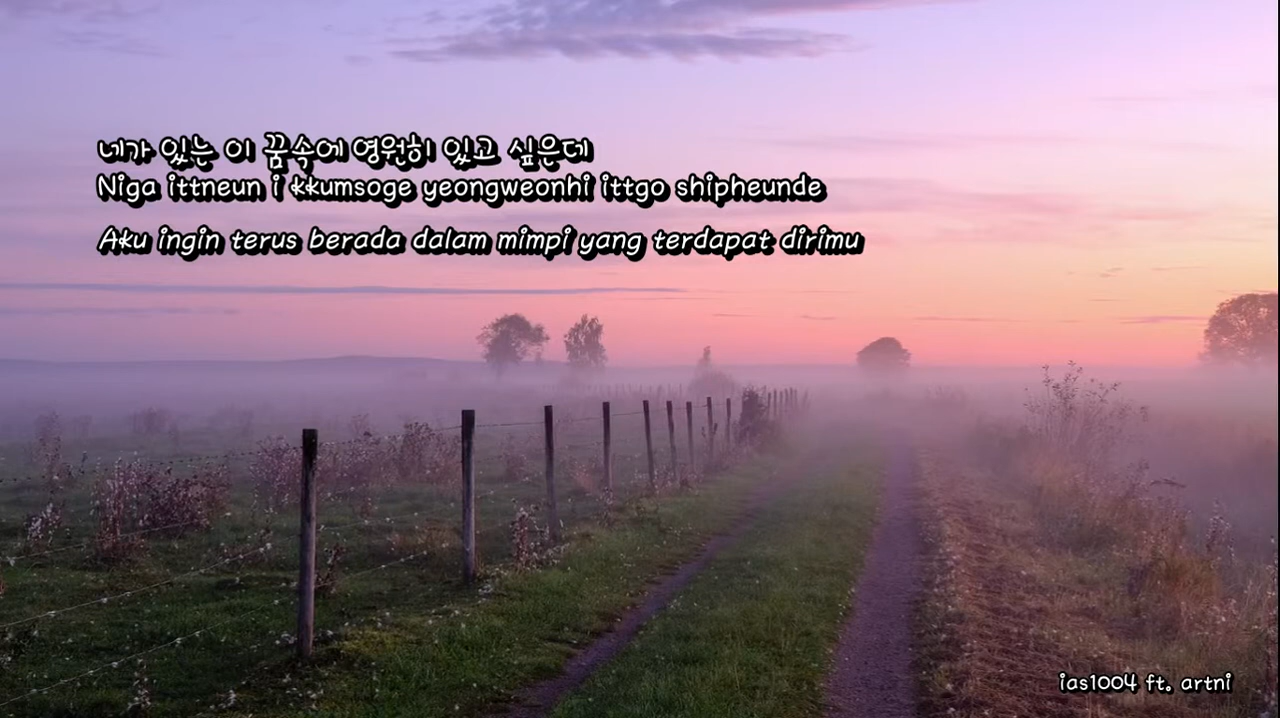 네가 있는 이 꿈속에 영원히 있고 싶은데
Niga ittneun i kkumsoge yeongweonhi ittgo shipheunde
Aku ingin terus berada dalam mimpi yang terdapat dirimu
ias1004 ft. artni